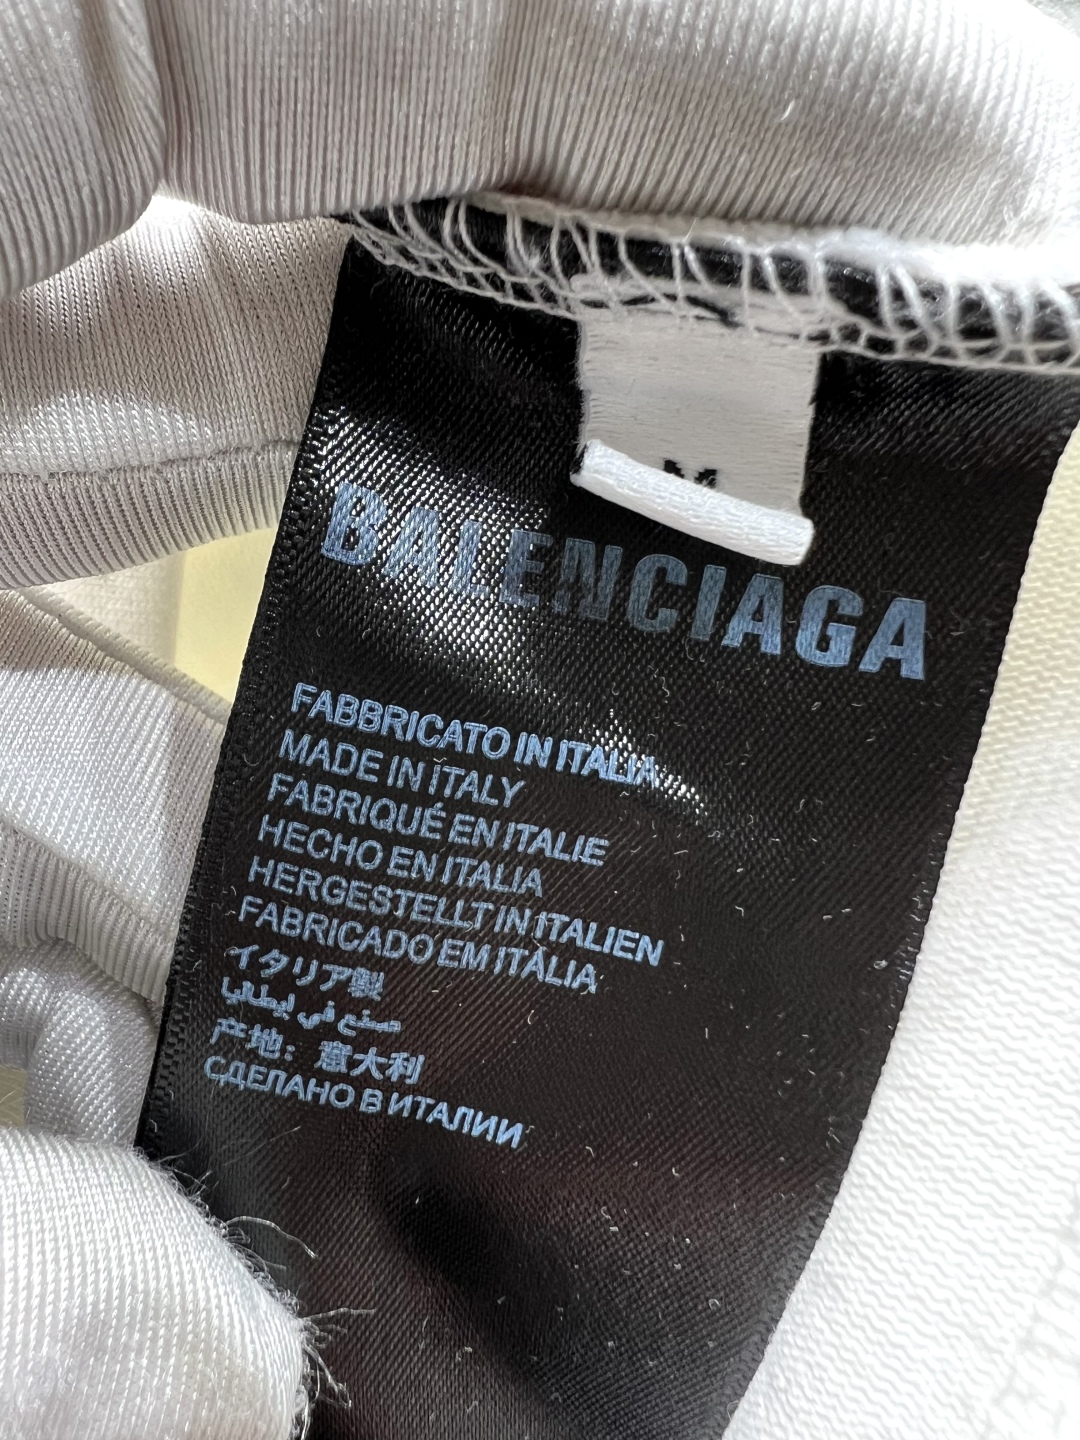 M
BALENCIAGA
FABBRICATO IN ITALIA
MADE IN ITALY
FABRIQUÉ EN ITALIE
HECHO EN ITALIA
HERGESTELLT IN ITALIEN
FABRICADO EM ITÁLIA
イタリア製
صنع في إيطاليا
产地：意大利
СДЕЛАНО В ИТАЛИИ